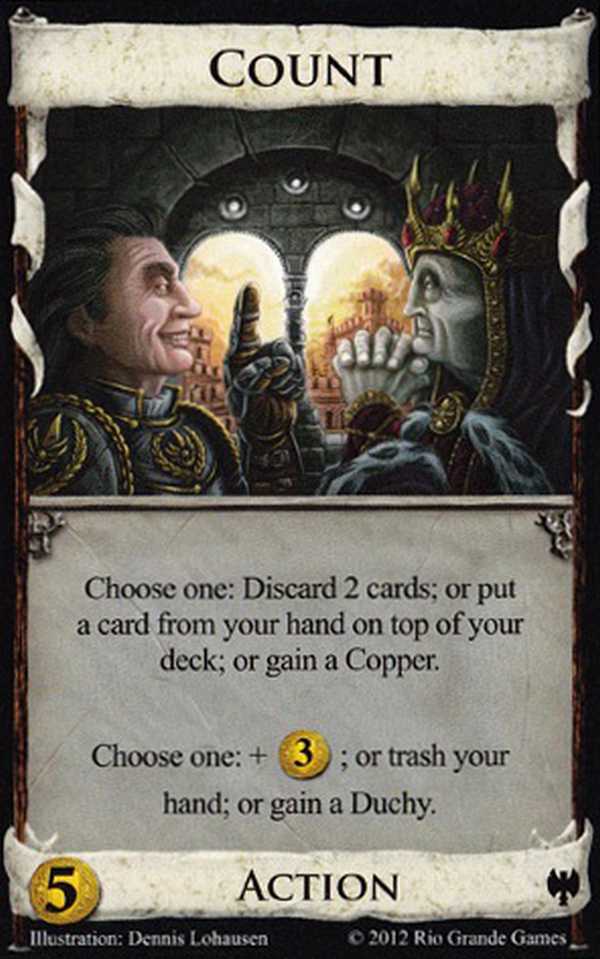 COUNT
Choose one: Discard 2 cards; or put
a card from your hand on top of your
deck; or gain a Copper.
Choose one: + 3 ; or trash your
hand; or gain a Duchy.
5 ACTION
Illustration: Dennis Lohausen © 2012 Rio Grande Games